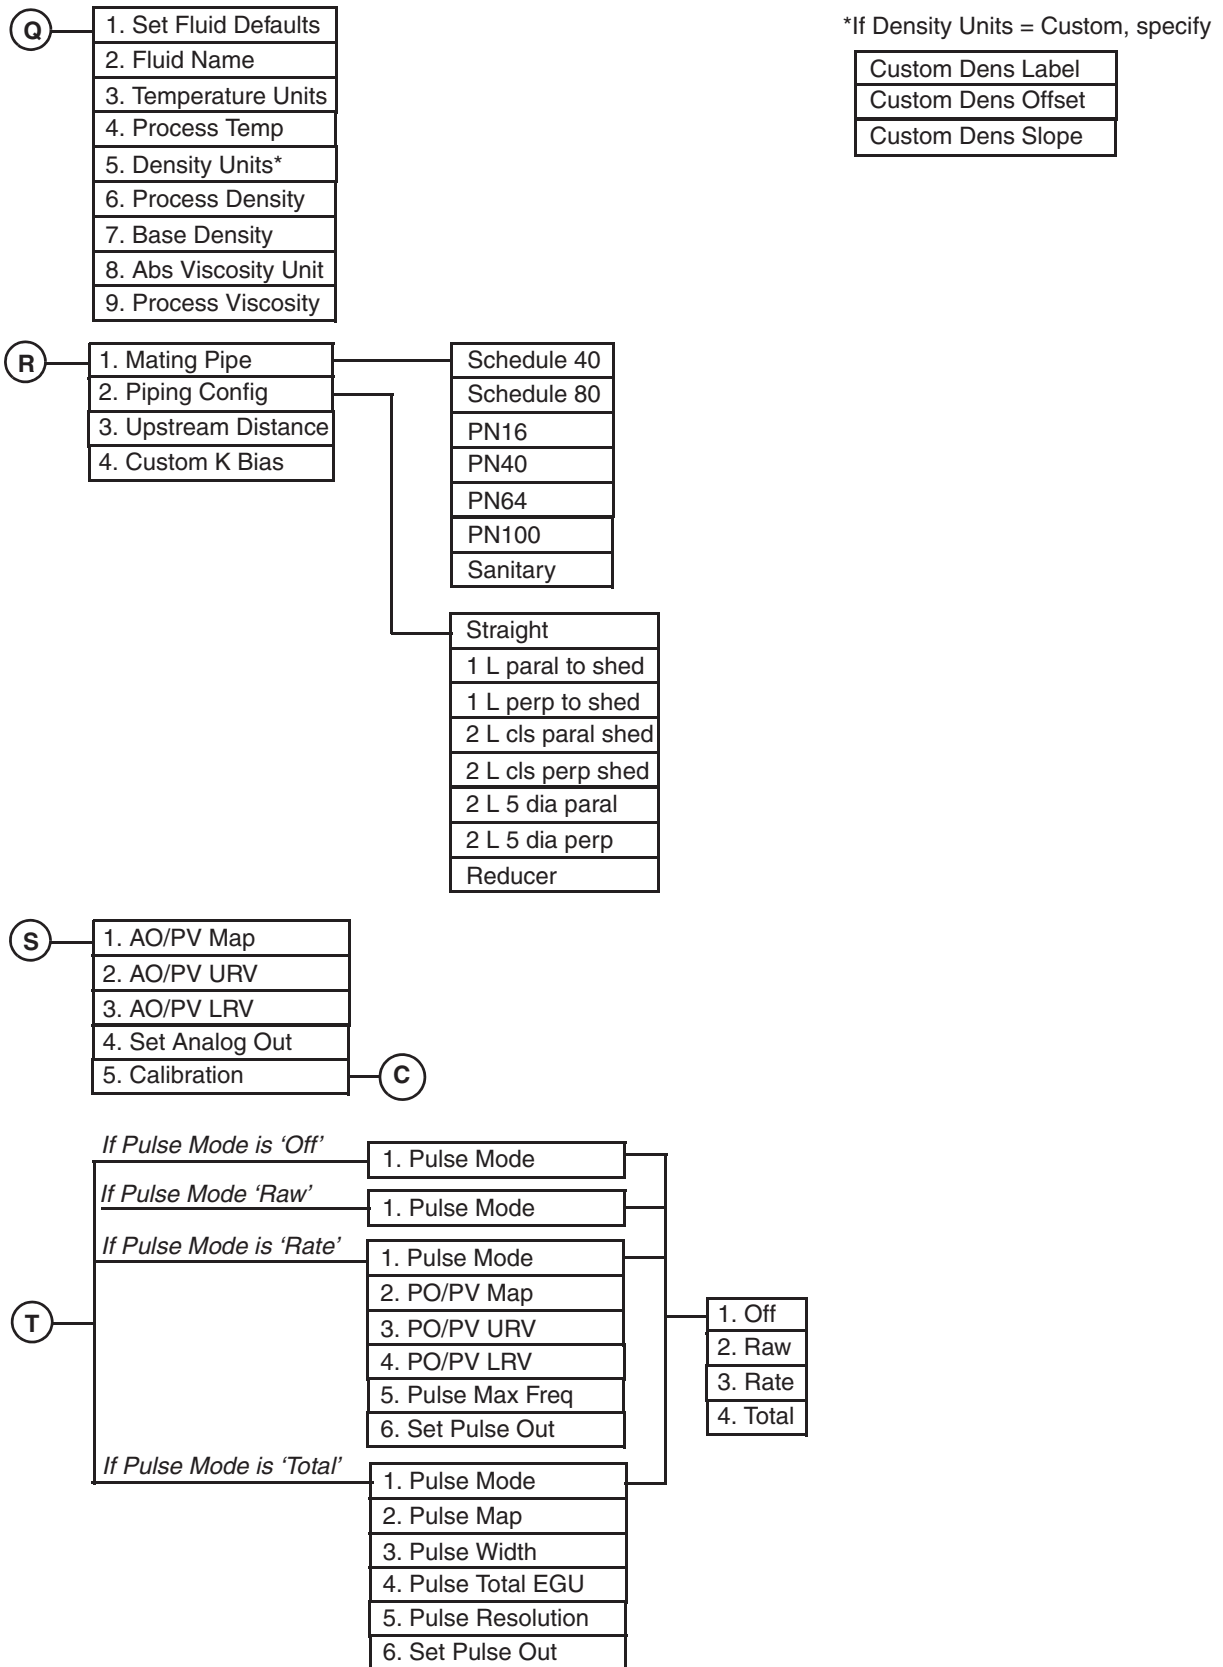 Q
1. Set Fluid Defaults
2. Fluid Name
3. Temperature Units
4. Process Temp
5. Density Units*
6. Process Density
7. Base Density
8. Abs Viscosity Unit
9. Process Viscosity
*If Density Units = Custom, specify
Custom Dens Label
Custom Dens Offset
Custom Dens Slope
R
1. Mating Pipe
2. Piping Config
3. Upstream Distance
4. Custom K Bias
Schedule 40
Schedule 80
PN16
PN40
PN64
PN100
Sanitary
Straight
1 L paral to shed
1 L perp to shed
2 L cls paral shed
2 L cls perp shed
2 L 5 dia paral
2 L 5 dia perp
Reducer
S
1. AO/PV Map
2. AO/PV URV
3. AO/PV LRV
4. Set Analog Out
5. Calibration
C
T
If Pulse Mode is ‘Off’
1. Pulse Mode
If Pulse Mode ‘Raw’
1. Pulse Mode
If Pulse Mode is ‘Rate’
1. Pulse Mode
2. PO/PV Map
3. PO/PV URV
4. PO/PV LRV
5. Pulse Max Freq
6. Set Pulse Out
If Pulse Mode is ‘Total’
1. Pulse Mode
2. Pulse Map
3. Pulse Width
4. Pulse Total EGU
5. Pulse Resolution
6. Set Pulse Out
1. Off
2. Raw
3. Rate
4. Total